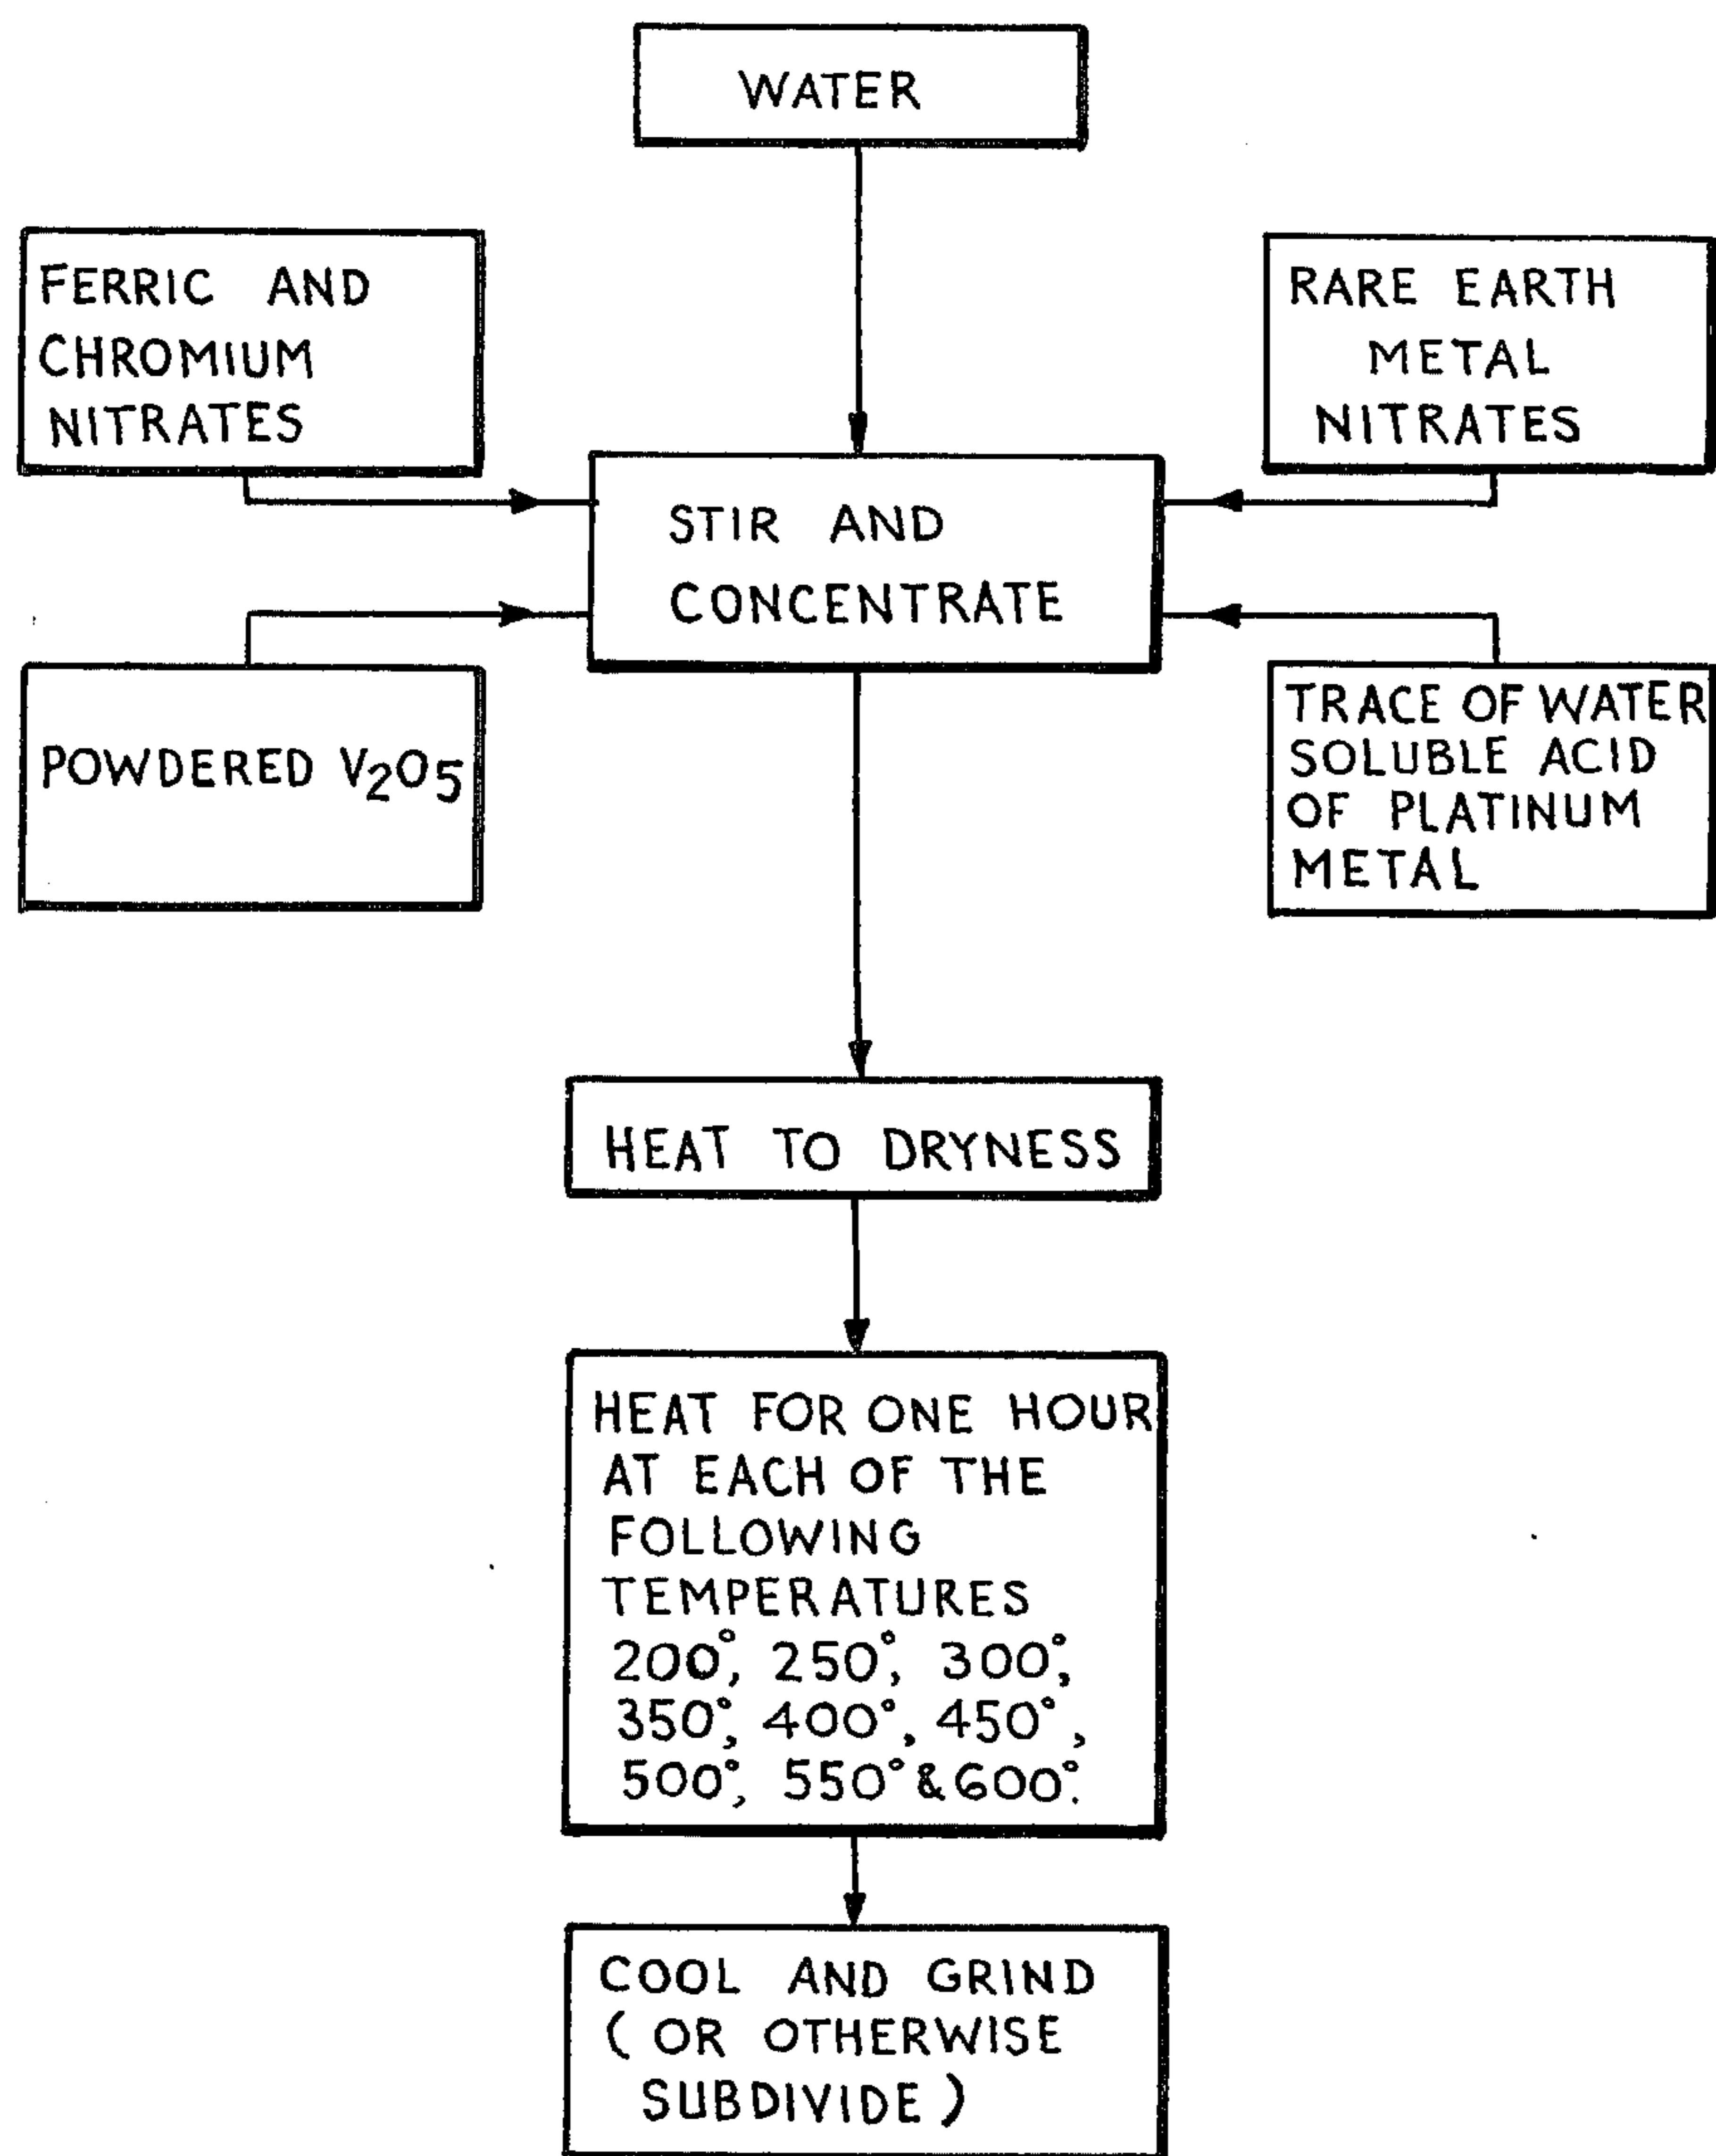 WATER
FERRIC AND
CHROMIUM
NITRATES
RARE EARTH
METAL
NITRATES
STIR AND
CONCENTRATE
POWDERED V₂O₅
TRACE OF WATER
SOLUBLE ACID
OF PLATINUM
METAL
HEAT TO DRYNESS
HEAT FOR ONE HOUR
AT EACH OF THE
FOLLOWING
TEMPERATURES
200°, 250°, 300°,
350°, 400°, 450°,
500°, 550° & 600°.
COOL AND GRIND
( OR OTHERWISE
SUBDIVIDE )